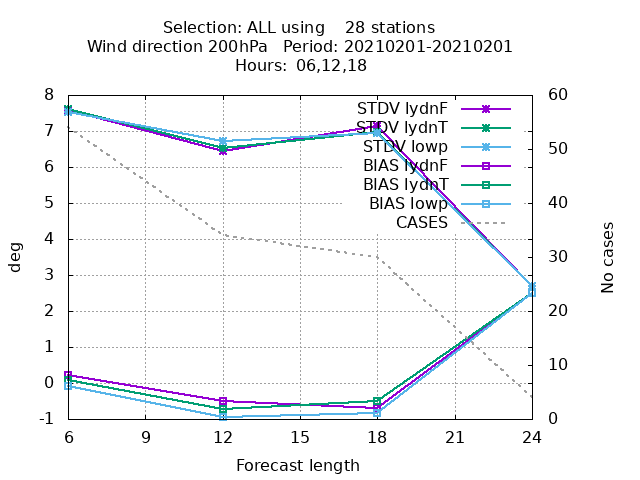 Selection: ALL using    28 stations
Wind direction 200hPa   Period: 20210201-20210201
Hours: 06,12,18
8
7
6
5
4
3
2
1
0
-1
deg
60
50
40
30
20
10
0
No cases
STDV lydnF
STDV lydnT
STDV lowp
BIAS lydnF
BIAS lydnT
BIAS lowp
CASES
6 9 12 15 18 21 24
Forecast length